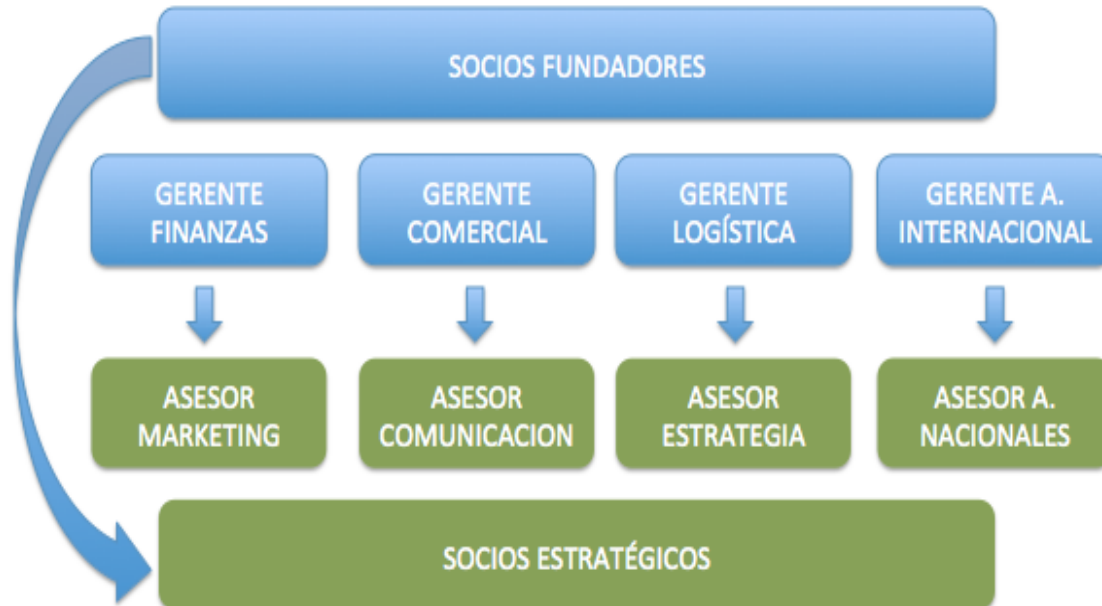 SOCIOS FUNDADORES
GERENTE
FINANZAS
GERENTE
COMERCIAL
GERENTE
LOGÍSTICA
GERENTE A.
INTERNACIONAL
ASESOR
MARKETING
ASESOR
COMUNICACION
ASESOR
ESTRATEGIA
ASESOR A.
NACIONALES
SOCIOS ESTRATÉGICOS